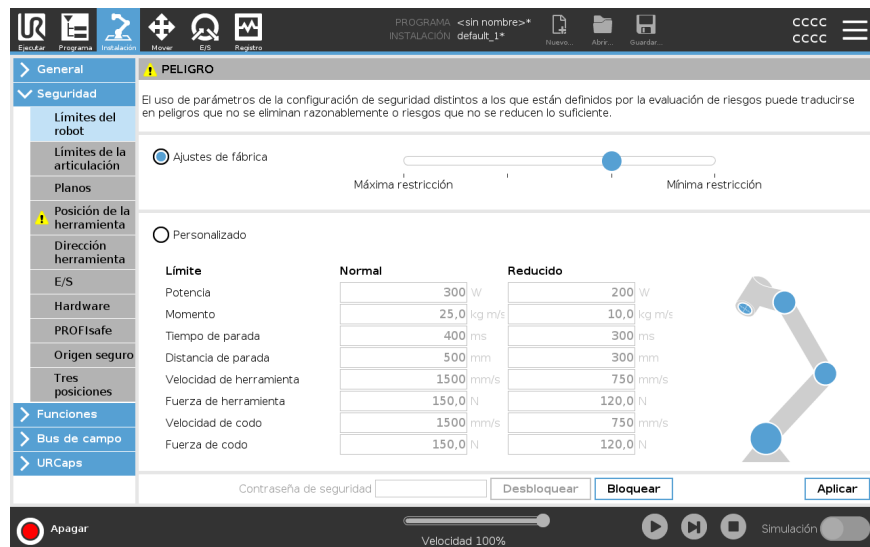 UR
Ejecutar
Programa
Instalación
Mover
E/S
Registro
PROGRAMA <sin nombre>*
INSTALACIÓN default_1*
Nuevo...
Abrir...
Guardar...
cccc
cccc
General
Seguridad
Límites del
robot
Límites de la
articulación
Planos
Posición de la
herramienta
Dirección
herramienta
E/S
Hardware
PROFIsafe
Origen seguro
Tres
posiciones
Funciones
Bus de campo
URCaps
PELIGRO
El uso de parámetros de la configuración de seguridad distintos a los que están definidos por la evaluación de riesgos puede traducirse
en peligros que no se eliminan razonablemente o riesgos que no se reducen lo suficiente.
Ajustes de fábrica
Máxima restricción Mínima restricción
Personalizado
Límite Normal Reducido
Potencia 300 W 200 W
Momento 25,0 kg m/s 10,0 kg m/s
Tiempo de parada 400 ms 300 ms
Distancia de parada 500 mm 300 mm
Velocidad de herramienta 1500 mm/s 750 mm/s
Fuerza de herramienta 150,0 N 120,0 N
Velocidad de codo 1500 mm/s 750 mm/s
Fuerza de codo 150,0 N 120,0 N
Contraseña de seguridad Desbloquear Bloquear Aplicar
Apagar
Velocidad 100%
Simulación